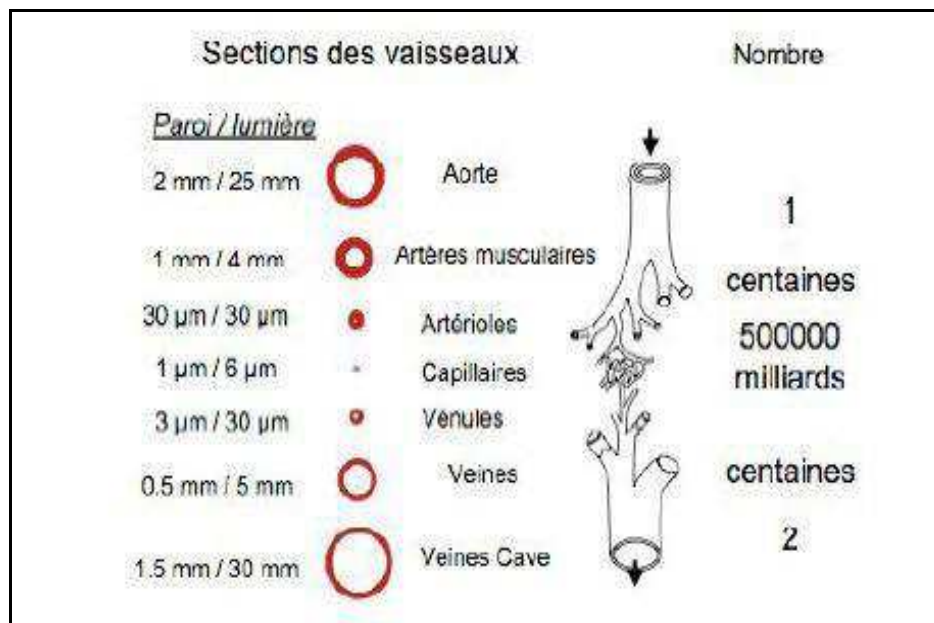 Sections des vaisseaux Nombre
Paroi / lumière
2 mm / 25 mm Aorte 1
1 mm / 4 mm Artères musculaires centaines
30 µm / 30 µm Artérioles 500000
1 µm / 6 µm Capillaires milliards
3 µm / 30 µm Venules
0.5 mm / 5 mm Veines centaines
1.5 mm / 30 mm Veines Cave 2